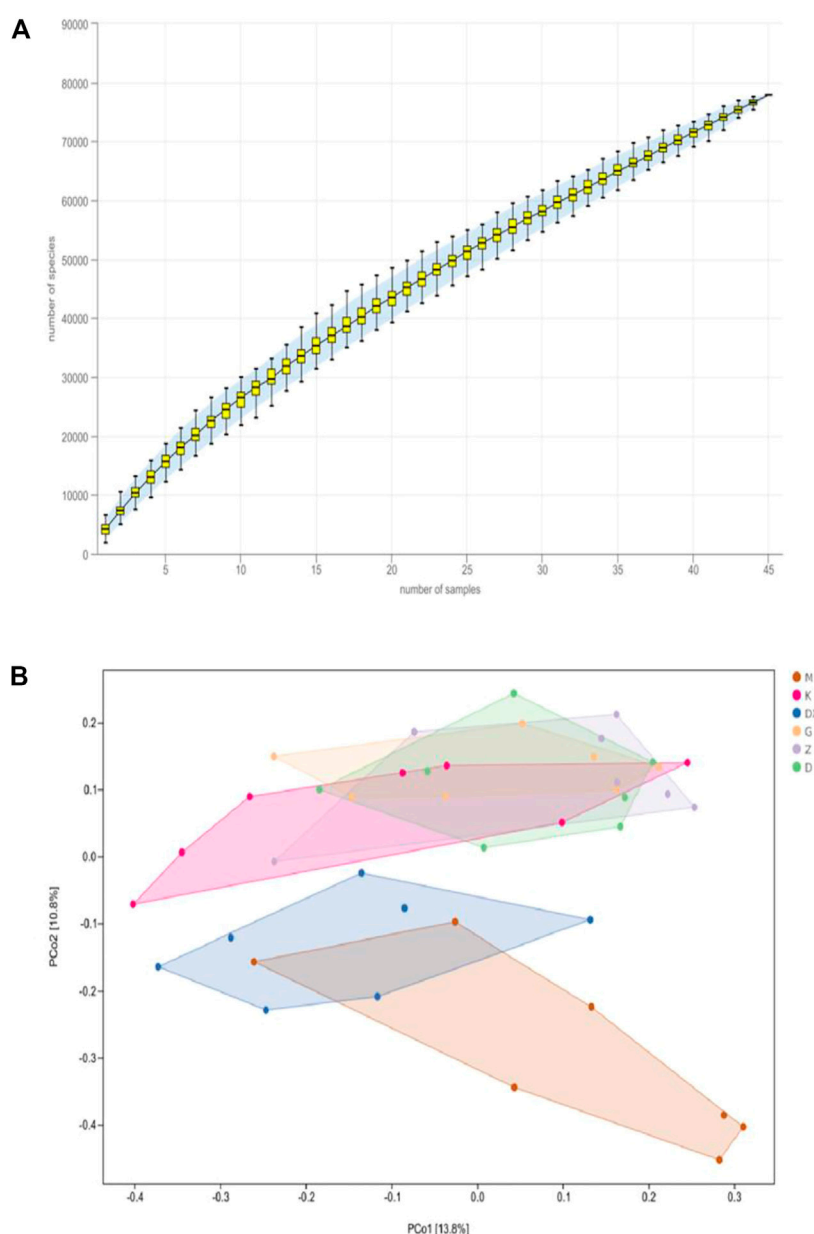 A
90000
80000
70000
60000
50000
40000
30000
20000
10000
0
number of species
5 10 15 20 25 30 35 40 45
number of samples
B
M
K
G
Z
D
0.2
0.1
0.0
-0.1
-0.2
-0.3
-0.4
PCo2 [10.8%]
-0.4 -0.3 -0.2 -0.1 0.0 0.1 0.2 0.3
PCo1 [13.8%]